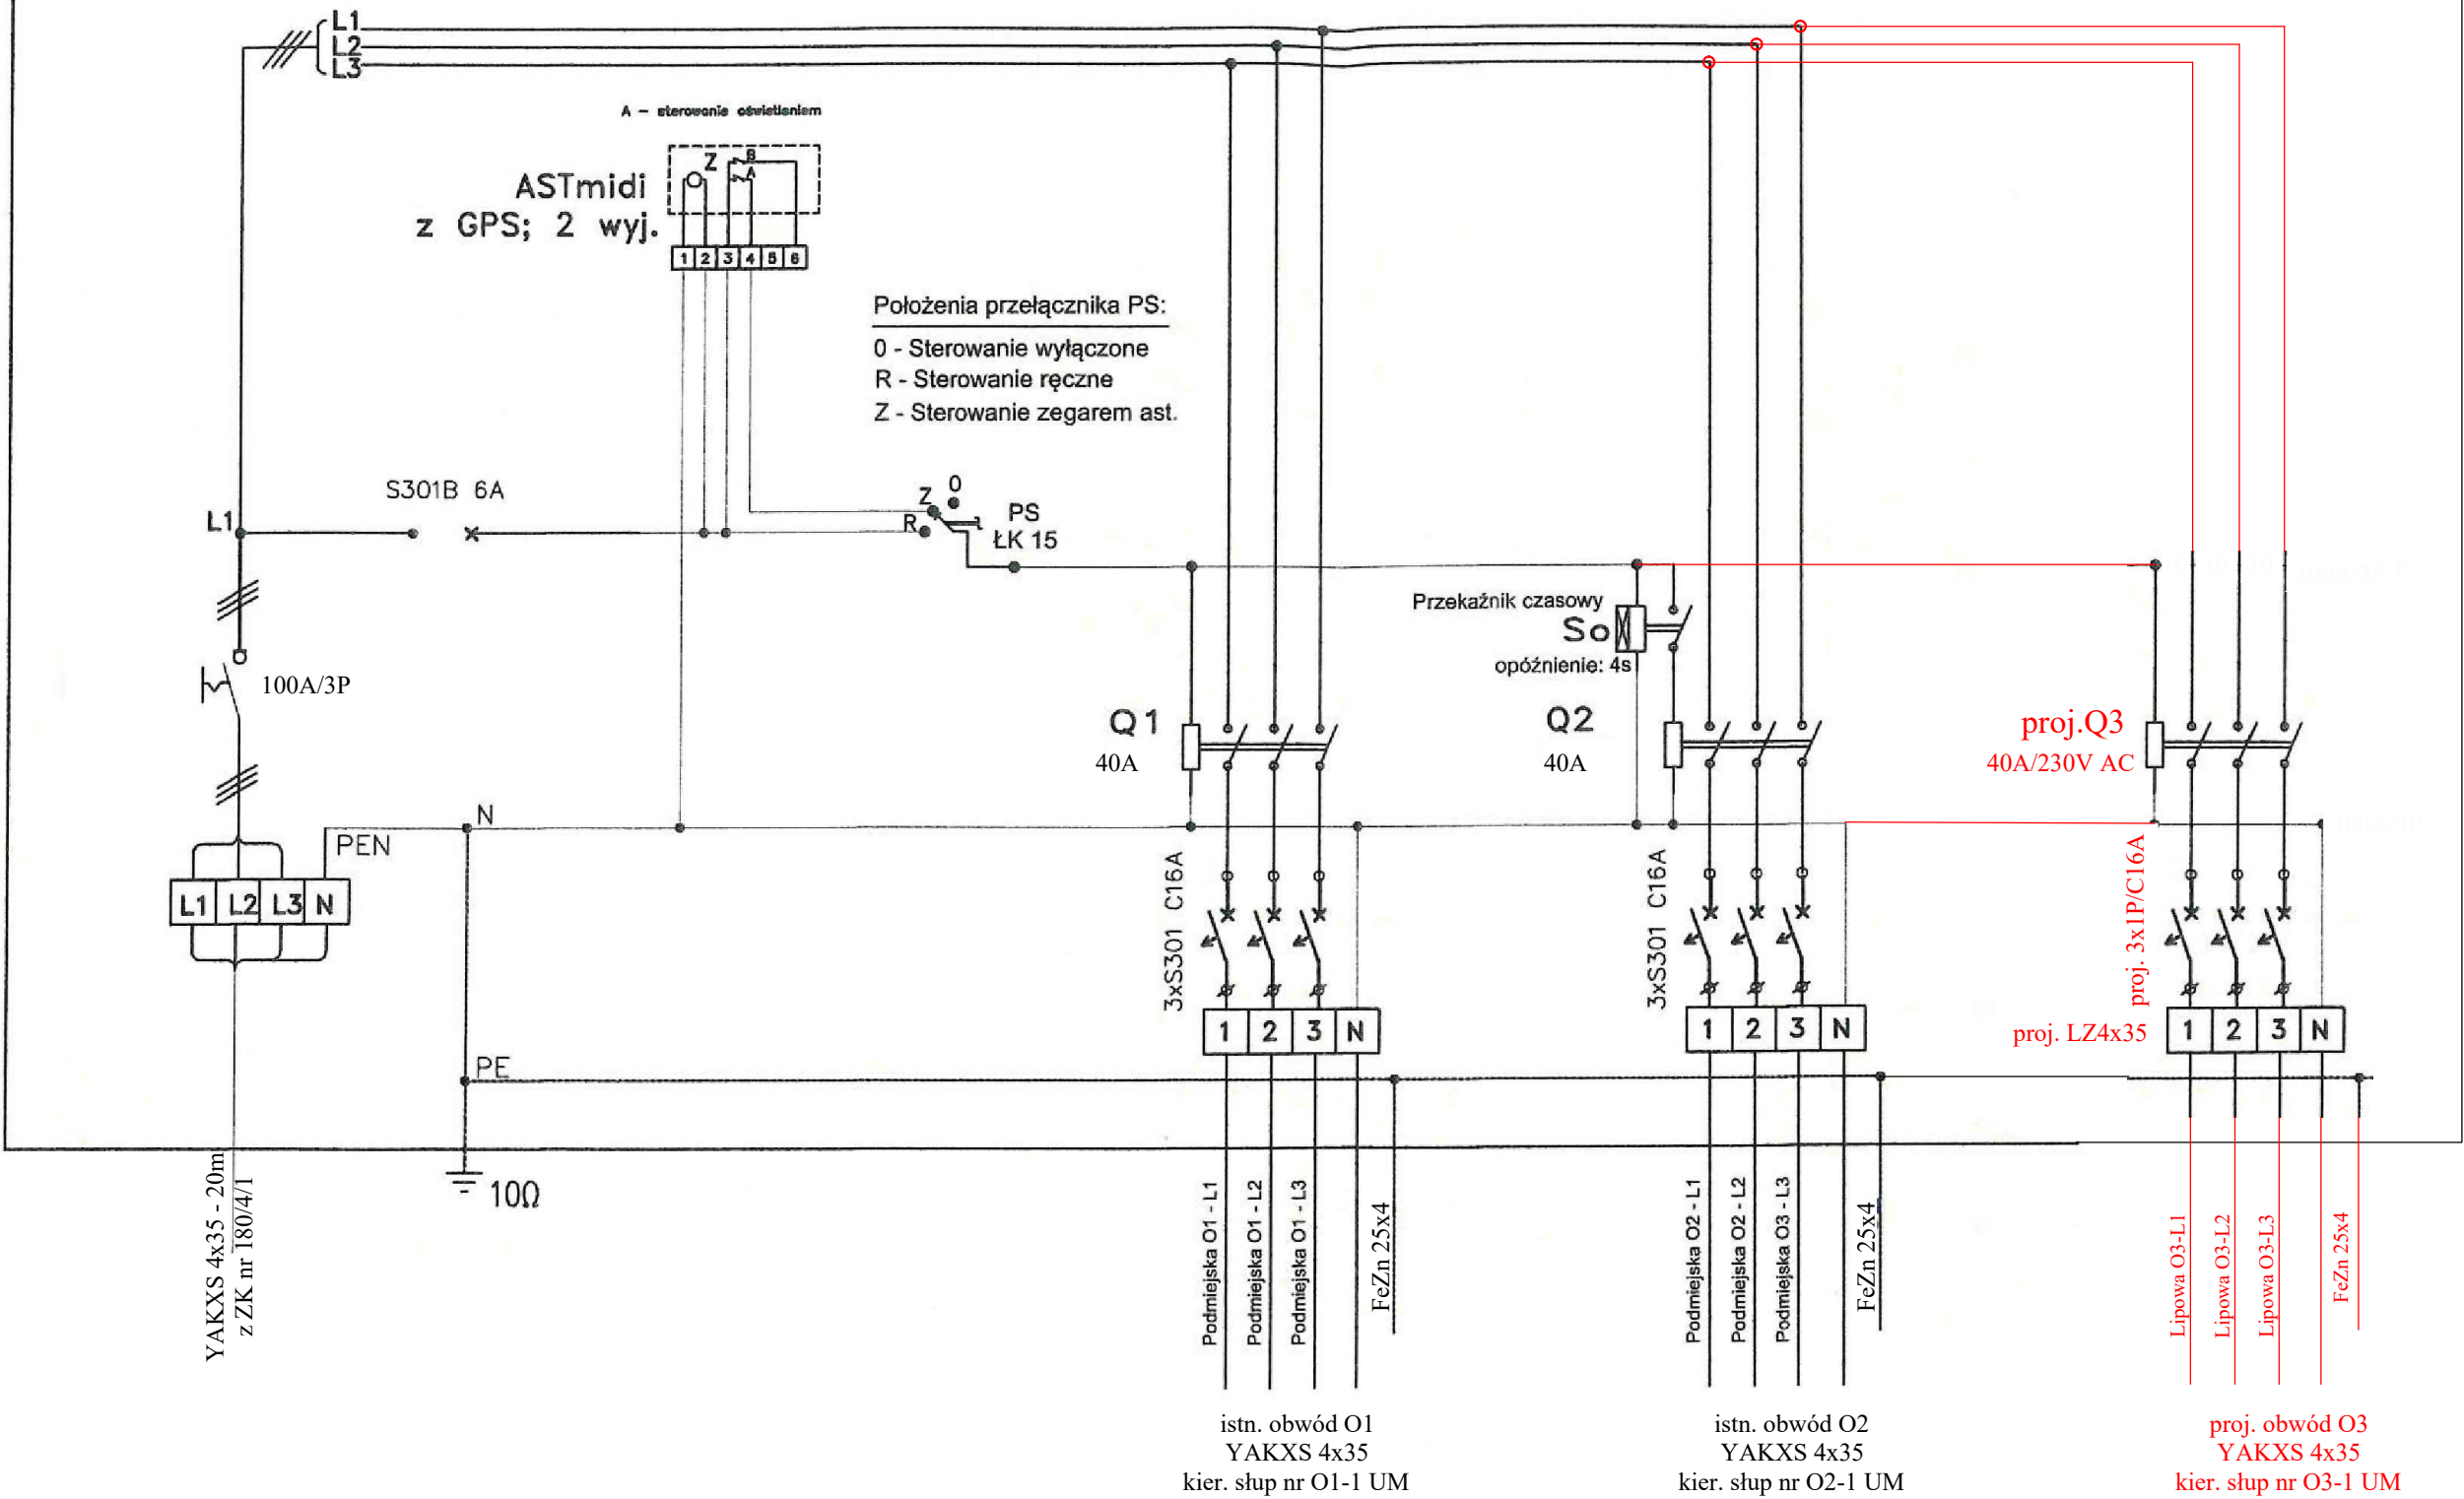 L1
L2
L3
A - sterowanie oświetleniem
ASTmidi
z GPS; 2 wyj.
Z
B
A
1 2 3 4 5 6
Położenia przełącznika PS:
0 - Sterowanie wyłączone
R - Sterowanie ręczne
Z - Sterowanie zegarem ast.
S301B 6A
L1
Z
0
R
PS
ŁK 15
Przekaźnik czasowy
So
opóźnienie: 4s
100A/3P
Q1
40A
Q2
40A
proj.Q3
40A/230V AC
N
PEN
L1 L2 L3 N
3xS301 C16A
3xS301 C16A
proj. 3x1P/C16A
1 2 3 N
1 2 3 N
proj. LZ4x35
1 2 3 N
PE
10Ω
YAKXS 4x35 - 20m
z ZK nr 180/4/1
Podmiejska O1 - L1
Podmiejska O1 - L2
Podmiejska O1 - L3
FeZn 25x4
Podmiejska O2 - L1
Podmiejska O2 - L2
Podmiejska O3 - L3
FeZn 25x4
Lipowa O3-L1
Lipowa O3-L2
Lipowa O3-L3
FeZn 25x4
istn. obwód O1
YAKXS 4x35
kier. słup nr O1-1 UM
istn. obwód O2
YAKXS 4x35
kier. słup nr O2-1 UM
proj. obwód O3
YAKXS 4x35
kier. słup nr O3-1 UM